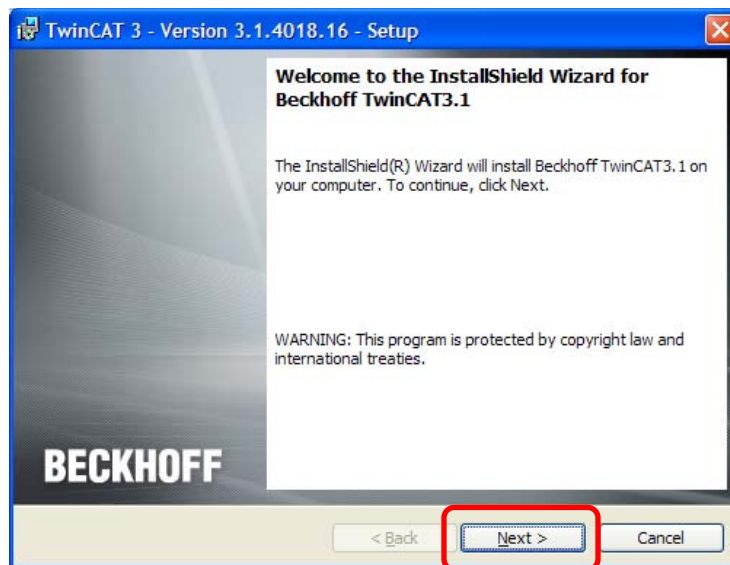 TwinCAT 3 - Version 3.1.4018.16 - Setup
Welcome to the InstallShield Wizard for
Beckhoff TwinCAT3.1
The InstallShield(R) Wizard will install Beckhoff TwinCAT3.1 on
your computer. To continue, click Next.
WARNING: This program is protected by copyright law and
international treaties.
BECKHOFF
< Back Next > Cancel